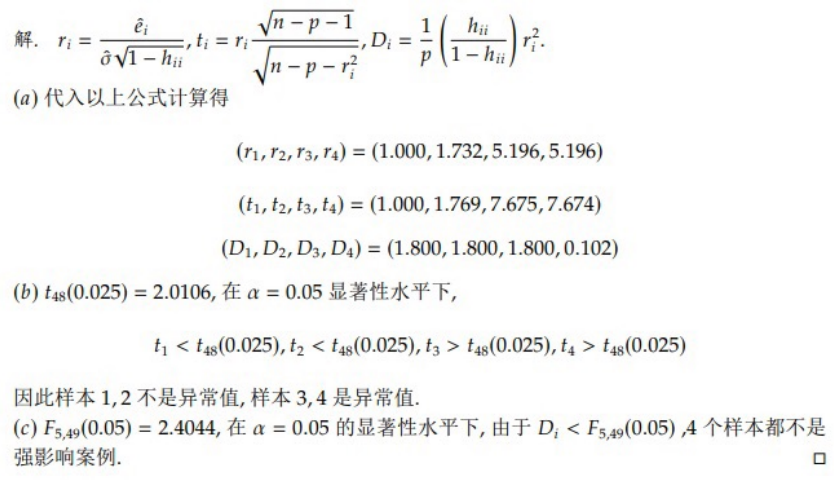 解. r_i = \frac{ê_i}{σ̂\sqrt{1 − h_{ii}}}, t_i = r_i \frac{\sqrt{n − p − 1}}{\sqrt{n − p − r_i^2}}, D_i = \frac{1}{p} \left( \frac{h_{ii}}{1 − h_{ii}} \right) r_i^2.
(a) 代入以上公式计算得
(r_1, r_2, r_3, r_4) = (1.000, 1.732, 5.196, 5.196)
(t_1, t_2, t_3, t_4) = (1.000, 1.769, 7.675, 7.674)
(D_1, D_2, D_3, D_4) = (1.800, 1.800, 1.800, 0.102)
(b) t_{48}(0.025) = 2.0106, 在 α = 0.05 显著性水平下,
t_1 < t_{48}(0.025), t_2 < t_{48}(0.025), t_3 > t_{48}(0.025), t_4 > t_{48}(0.025)
因此样本 1, 2 不是异常值, 样本 3, 4 是异常值.
(c) F_{5,49}(0.05) = 2.4044, 在 α = 0.05 的显著性水平下, 由于 D_i < F_{5,49}(0.05) ,4 个样本都不是
强影响案例. □